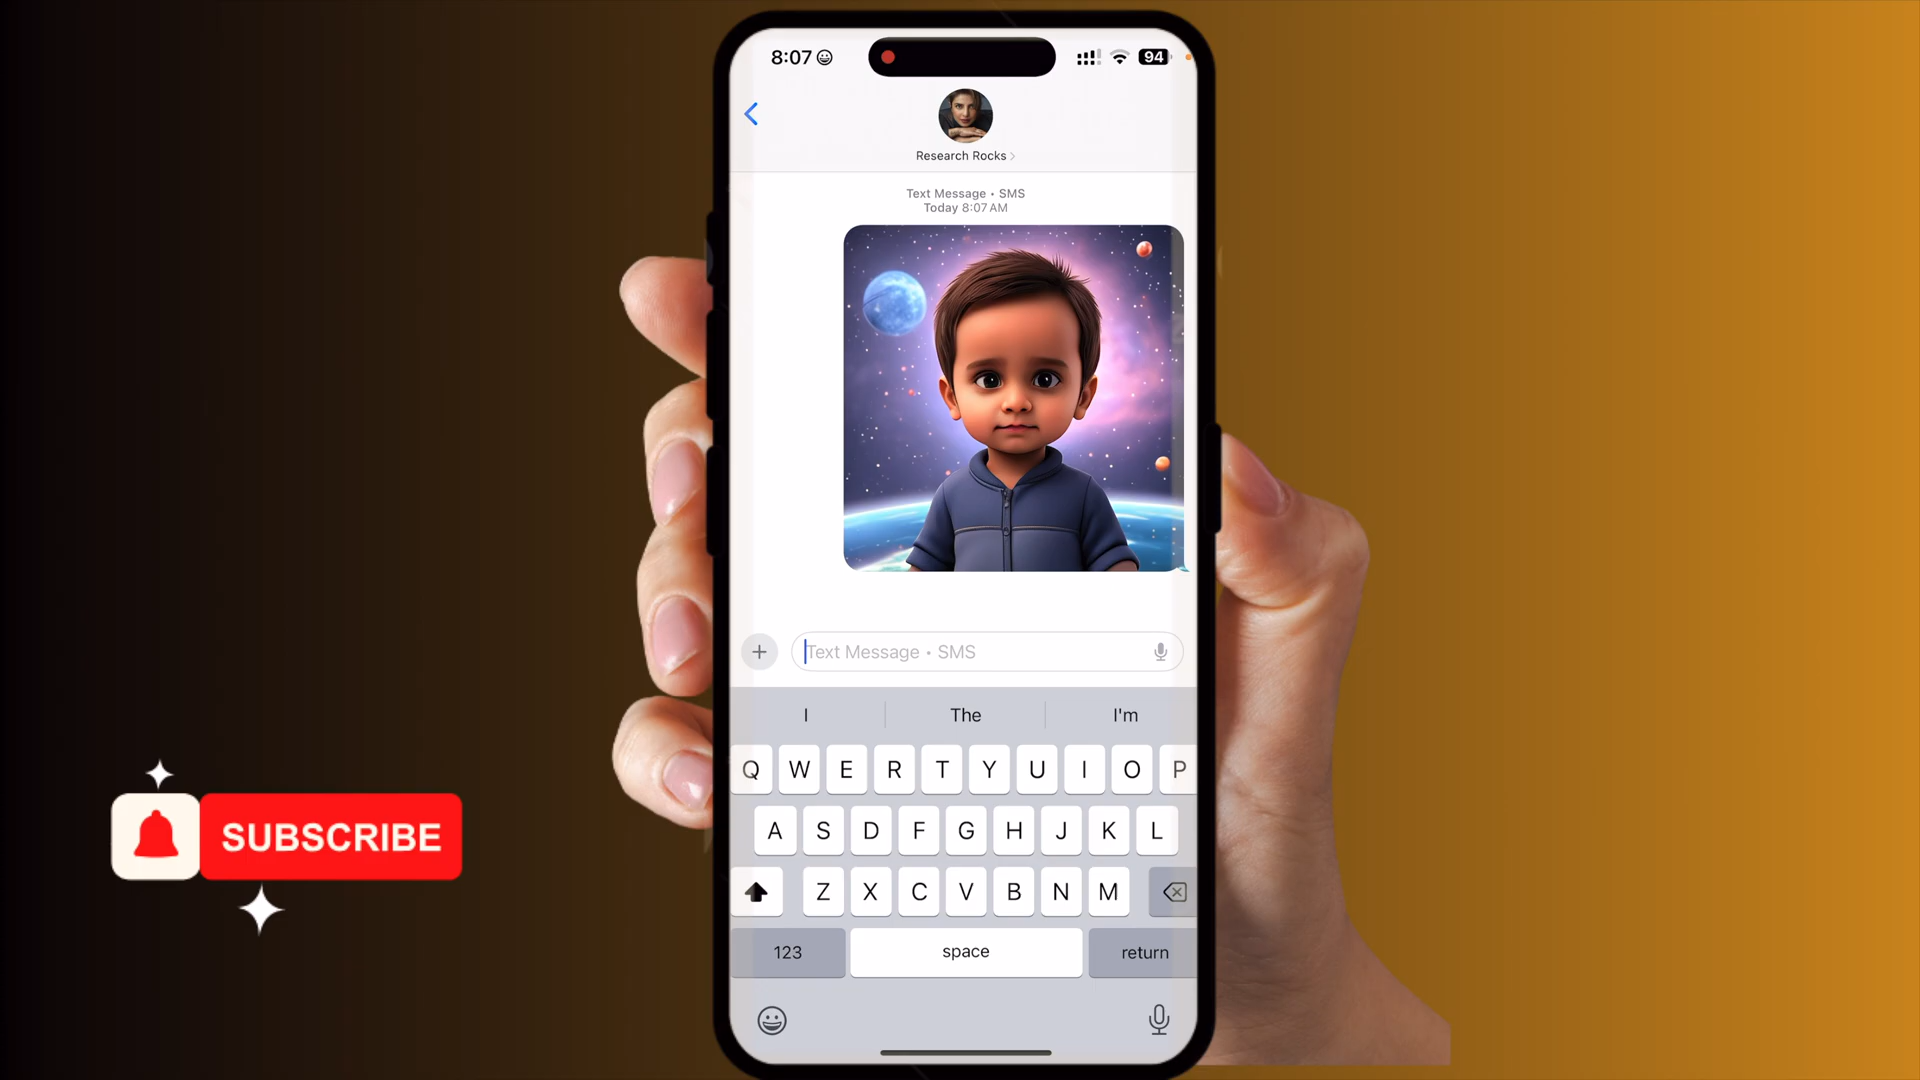 8:07
94
Research Rocks
Text Message • SMS
Today 8:07 AM
Text Message • SMS
I The I'm
Q W E R T Y U I O P
A S D F G H J K L
Z X C V B N M
123 space return
SUBSCRIBE